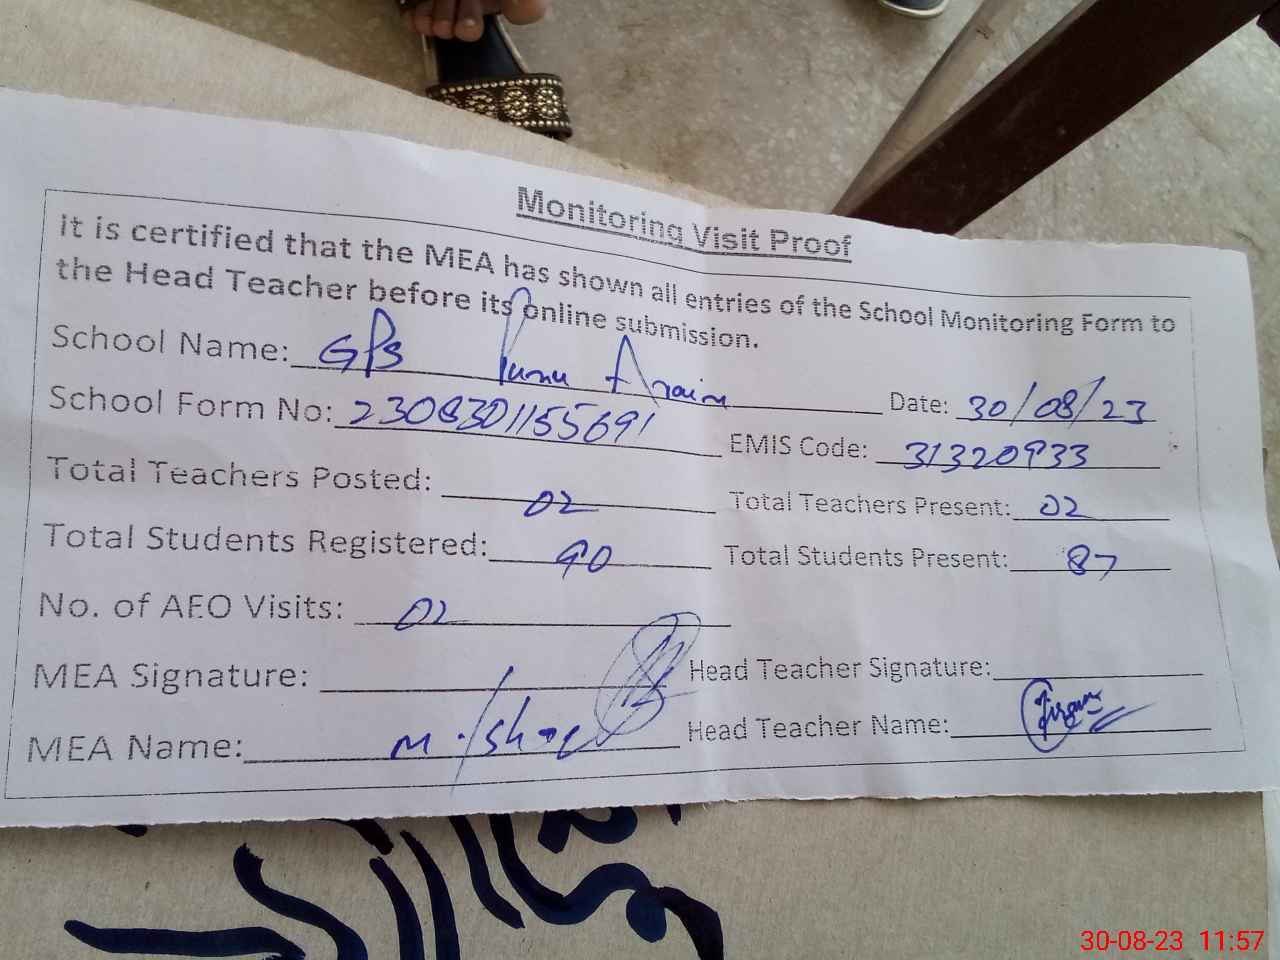 Monitoring Visit Proof
it is certified that the MEA has shown all entries of the School Monitoring Form to
the Head Teacher before its online submission.
School Name: GPS Punnu Arain
Date: 30/08/23
School Form No: 2308301155691
EMIS Code: 31320933
Total Teachers Posted: 02
Total Teachers Present: 02
Total Students Registered: 90
Total Students Present: 87
No. of AEO Visits: 02
MEA Signature:
Head Teacher Signature:
MEA Name: M. Ishaq
Head Teacher Name:
30-08-23 11:57